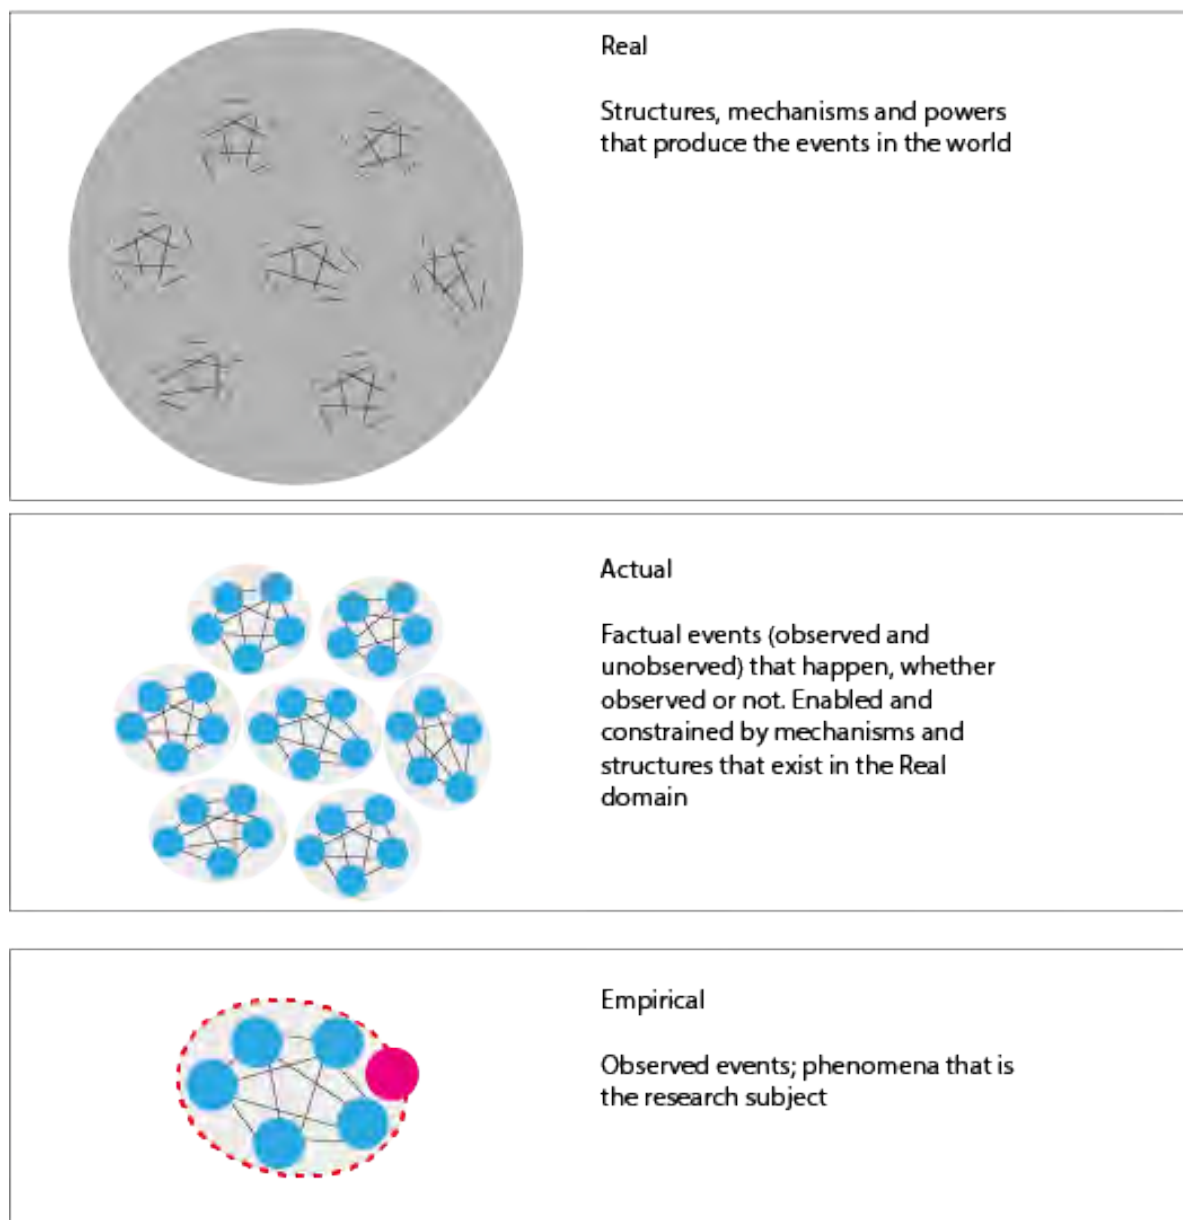 Real
Structures, mechanisms and powers
that produce the events in the world
Actual
Factual events (observed and
unobserved) that happen, whether
observed or not. Enabled and
constrained by mechanisms and
structures that exist in the Real
domain
Empirical
Observed events; phenomena that is
the research subject